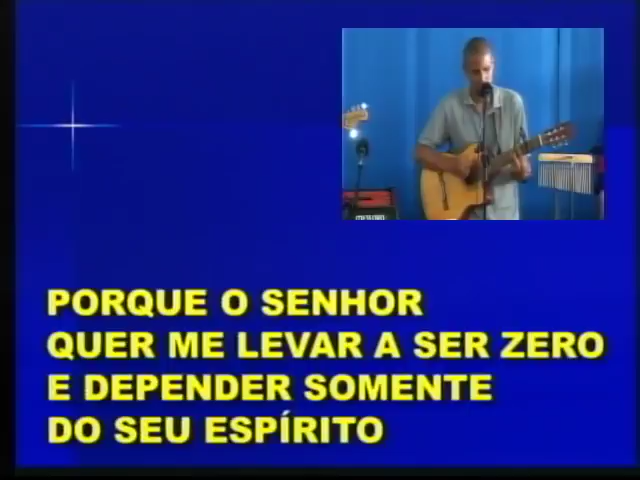 PORQUE O SENHOR
QUER ME LEVAR A SER ZERO
E DEPENDER SOMENTE
DO SEU ESPÍRITO